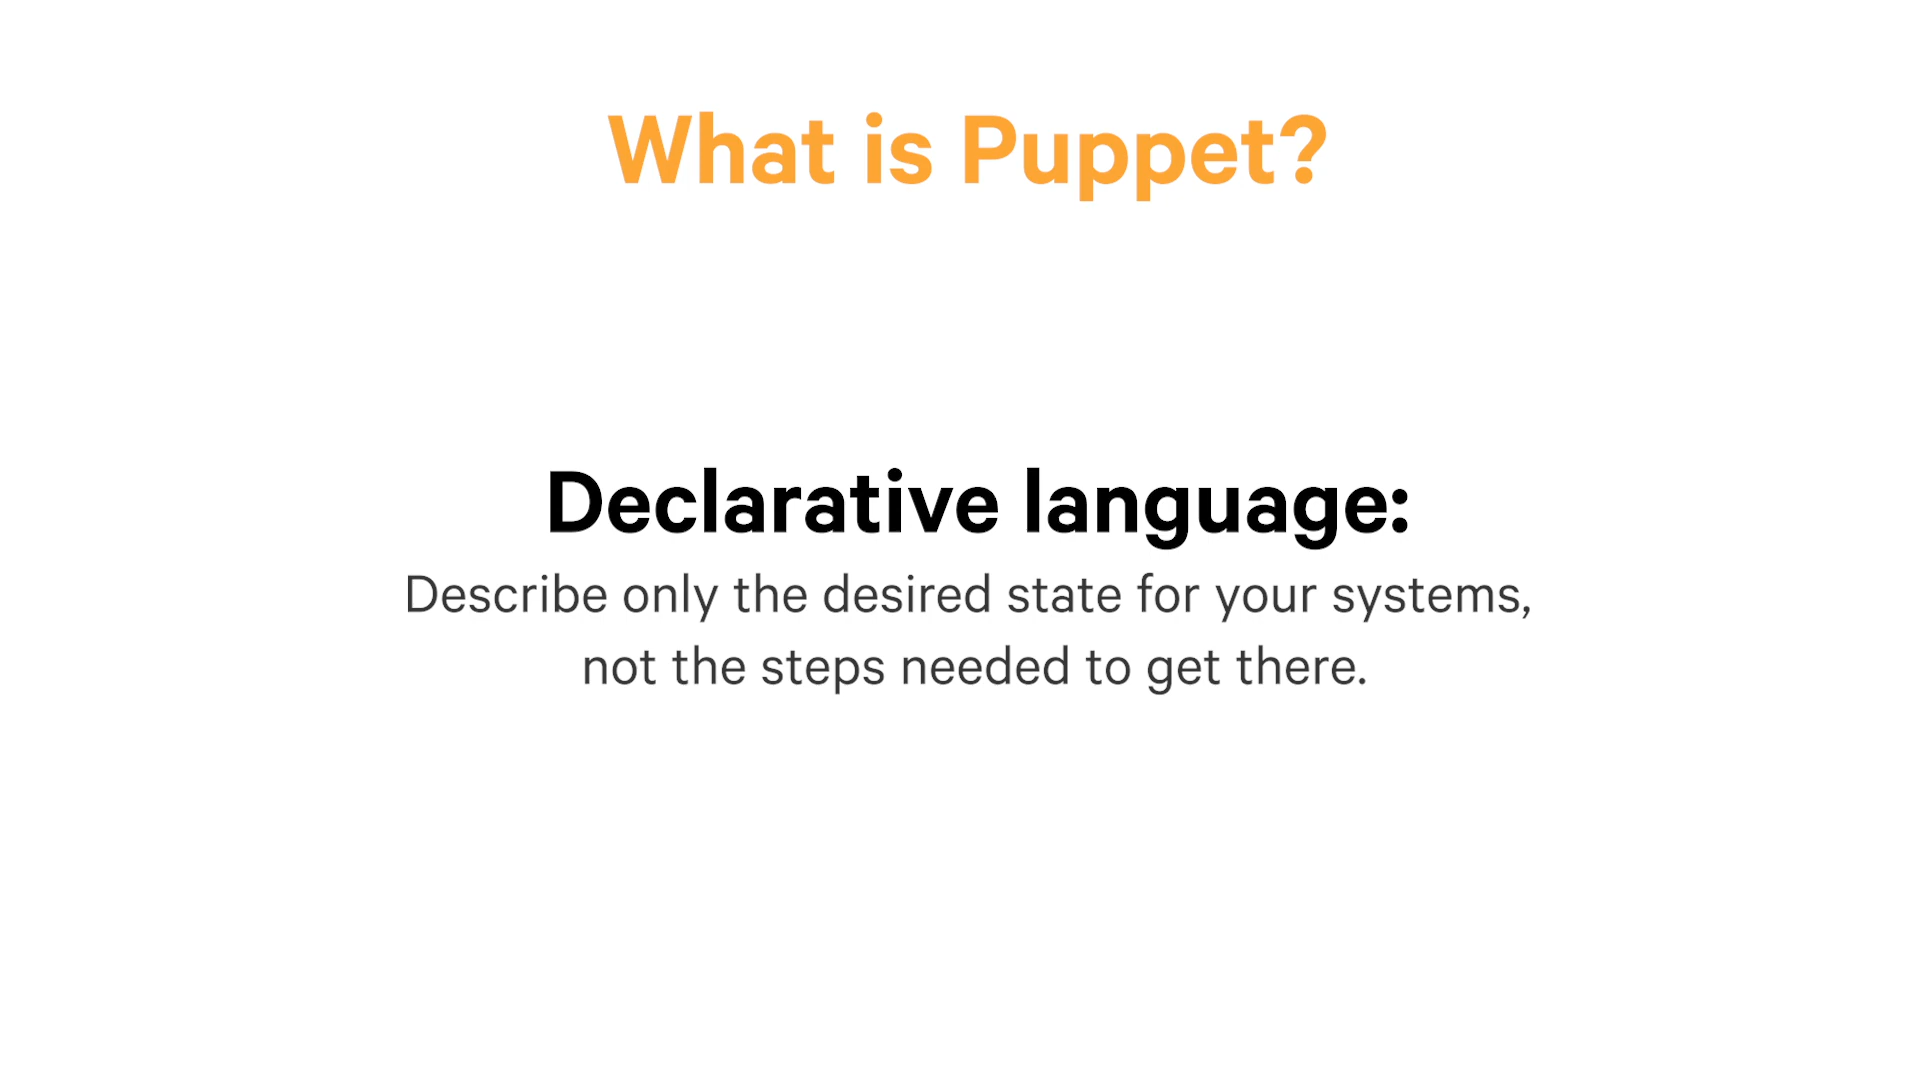 What is Puppet?
Declarative language:
Describe only the desired state for your systems,
not the steps needed to get there.